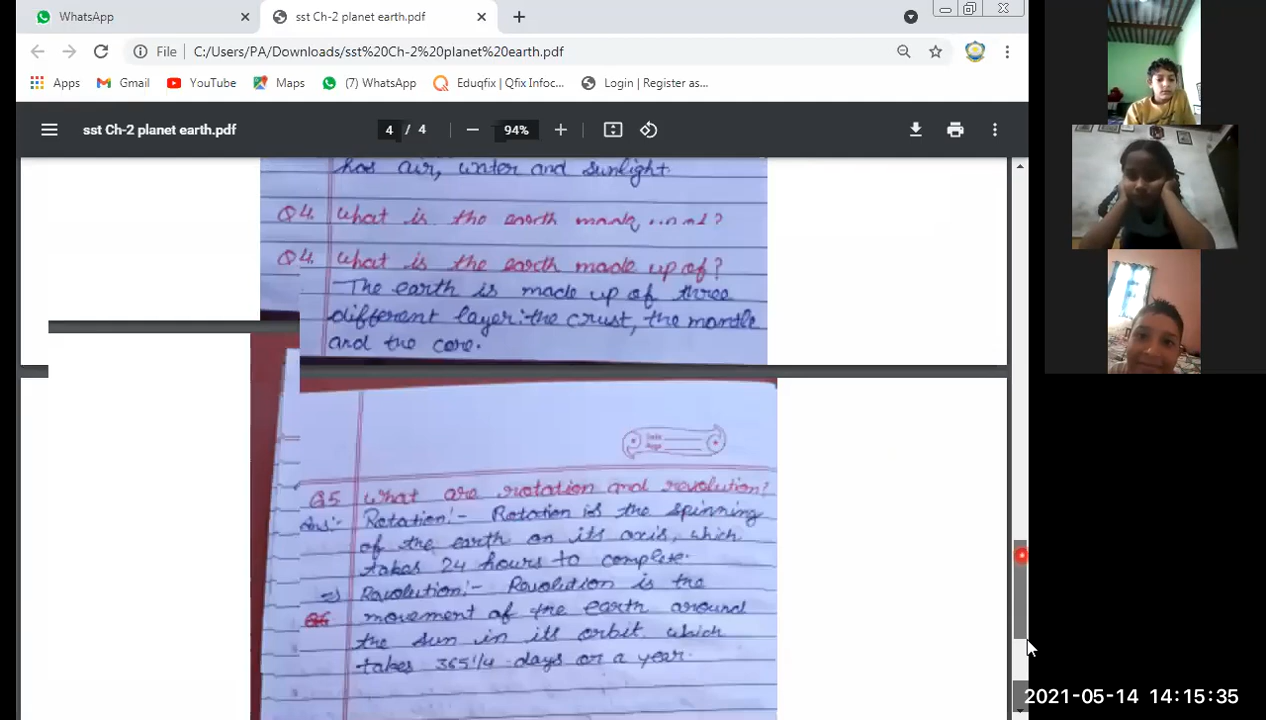 WhatsApp
sst Ch-2 planet earth.pdf
File
C:/Users/PA/Downloads/sst%20Ch-2%20planet%20earth.pdf
Apps
Gmail
YouTube
Maps
(7) WhatsApp
Eduqfix | Qfix Infoc...
Login | Register as...
sst Ch-2 planet earth.pdf
4 / 4
94%
has air, water and sunlight.
Q4. What is the earth
Q4. What is the earth made up of?
The earth is made up of three
different layer:the crust, the mantle
and the core.
Date
Page
Q5 What are rotation and revolution?
Ans:- Rotation:- Rotation is the spinning
of the earth on its axis, which
takes 24 hours to complete.
⇒ Revolution:- Revolution is the
movement of the earth around
the sun in its orbit which
takes 365 1/4 days or a year.
2021-05-14 14:15:35